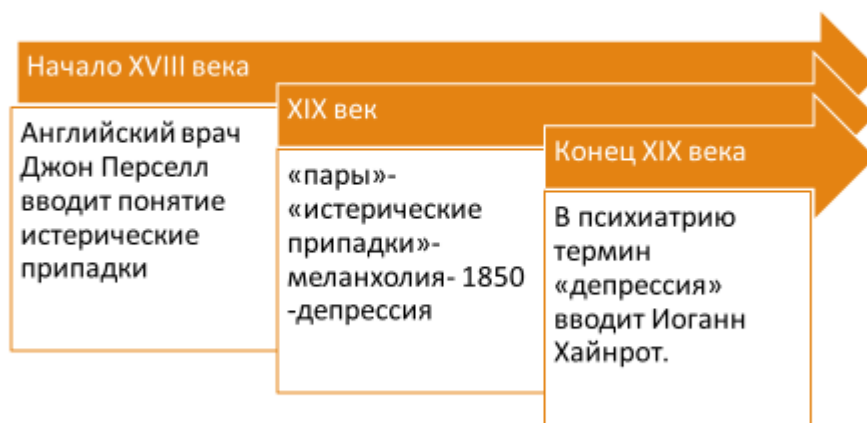 Начало XVIII века
Английский врач
Джон Перселл
вводит понятие
истерические
припадки
XIX век
«пары»-
«истерические
припадки»-
меланхолия- 1850
-депрессия
Конец XIX века
В психиатрию
термин
«депрессия»
вводит Иоганн
Хайнрот.